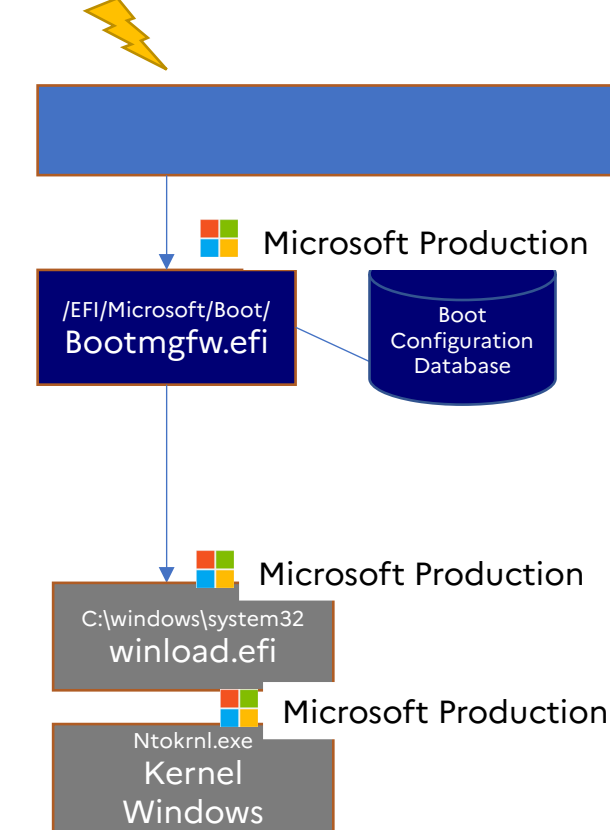 Microsoft Production
/EFI/Microsoft/Boot/
Bootmgfw.efi
Boot
Configuration
Database
Microsoft Production
C:\windows\system32
winload.efi
Microsoft Production
Ntokrnl.exe
Kernel
Windows